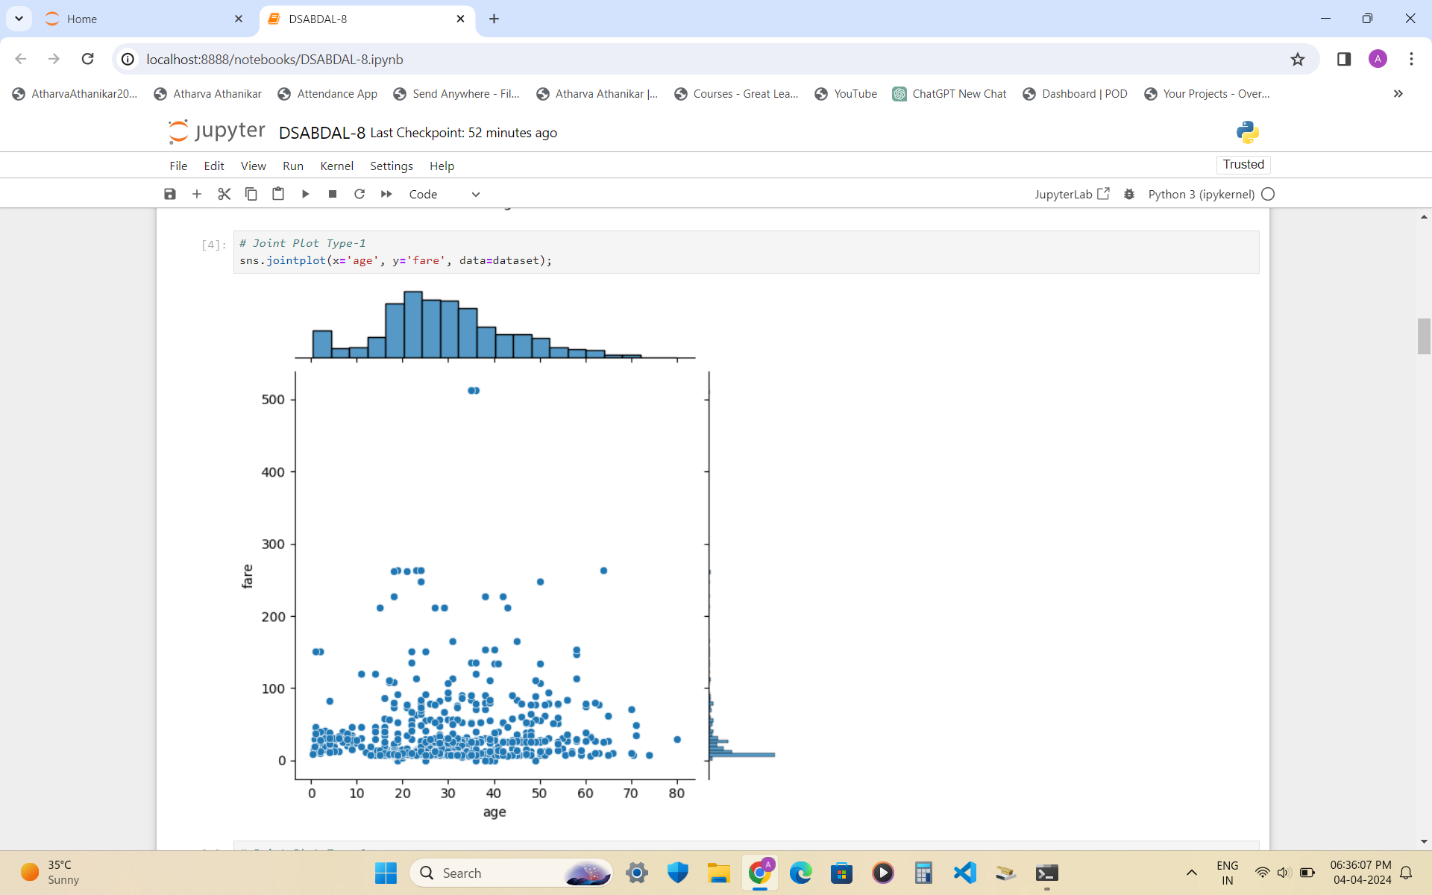 Home
DSABDAL-8
localhost:8888/notebooks/DSABDAL-8.ipynb
A
AtharvaAthanikar20...
Atharva Athanikar
Attendance App
Send Anywhere - Fil...
Atharva Athanikar |...
Courses - Great Lea...
YouTube
ChatGPT New Chat
Dashboard | POD
Your Projects - Over...
jupyter DSABDAL-8 Last Checkpoint: 52 minutes ago
File Edit View Run Kernel Settings Help
Trusted
Code
JupyterLab
Python 3 (ipykernel)
[4]:
# Joint Plot Type-1
sns.jointplot(x='age', y='fare', data=dataset);
500
400
300
200
100
0
fare
0 10 20 30 40 50 60 70 80
age
35°C
Sunny
Search
A
ENG
IN
06:36:07 PM
04-04-2024